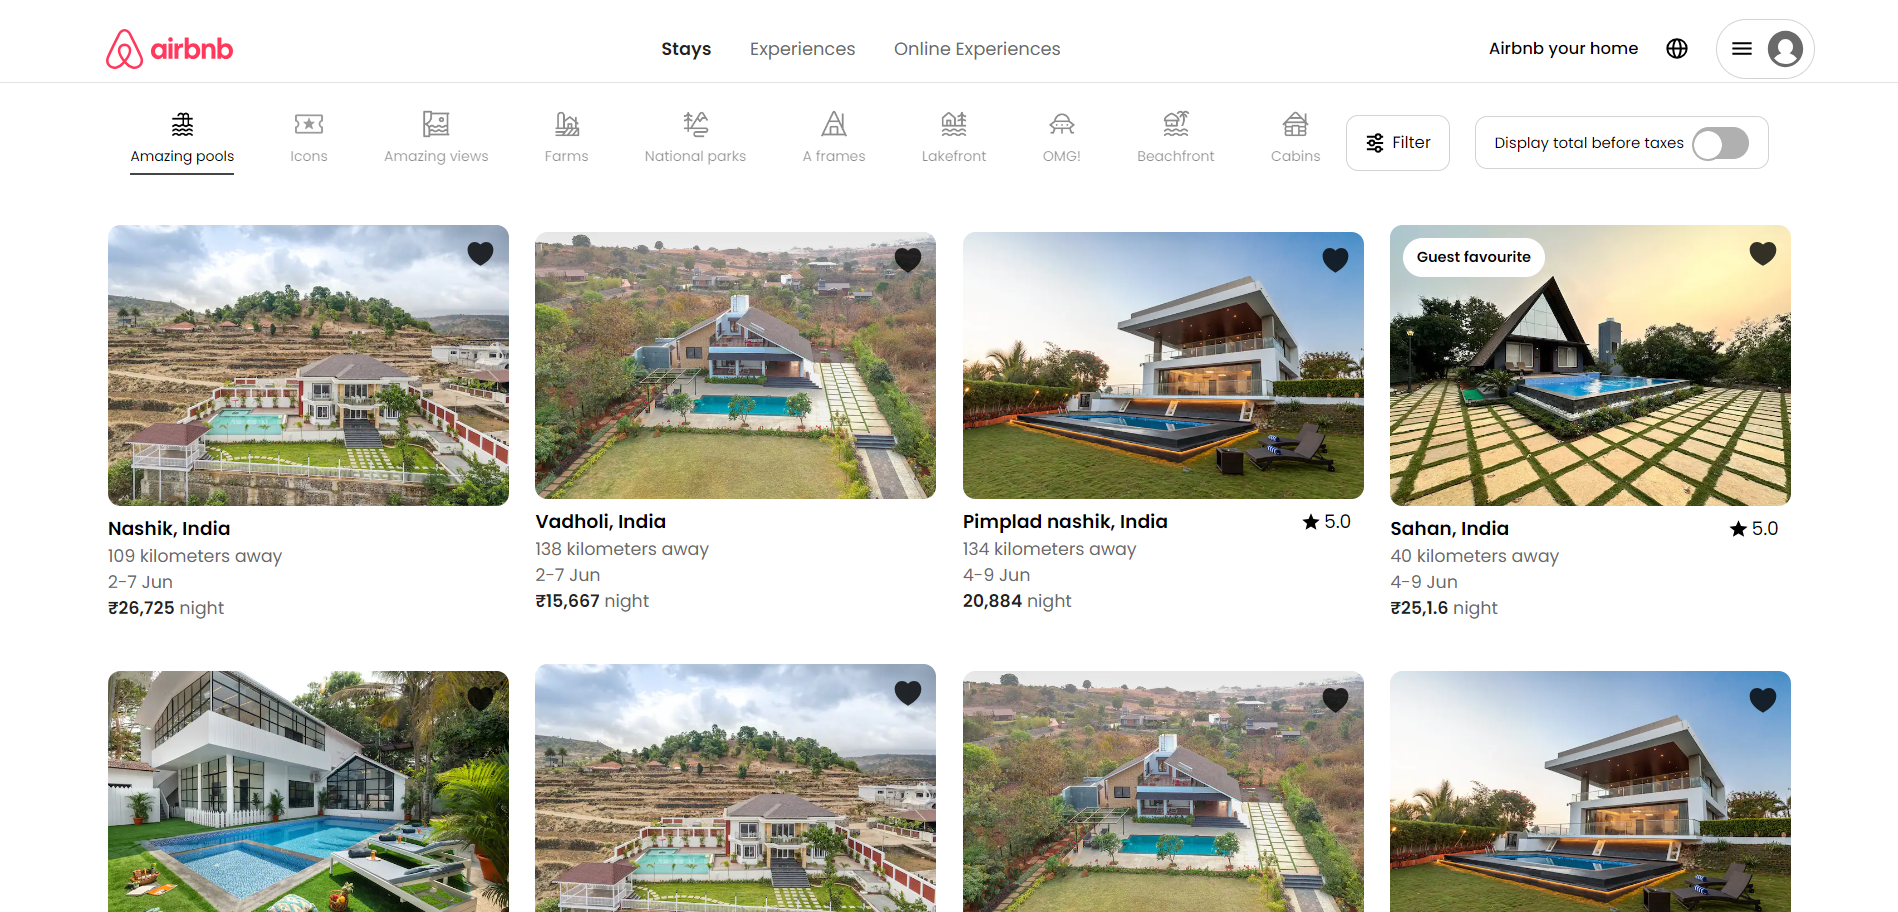 airbnb
Stays Experiences Online Experiences
Airbnb your home
Amazing pools Icons Amazing views Farms National parks A frames Lakefront OMG! Beachfront Cabins
Filter
Display total before taxes
Nashik, India
109 kilometers away
2-7 Jun
₹26,725 night
Vadholi, India
138 kilometers away
2-7 Jun
₹15,667 night
Pimplad nashik, India 5.0
134 kilometers away
4-9 Jun
20,884 night
Guest favourite
Sahan, India 5.0
40 kilometers away
4-9 Jun
₹25,1.6 night